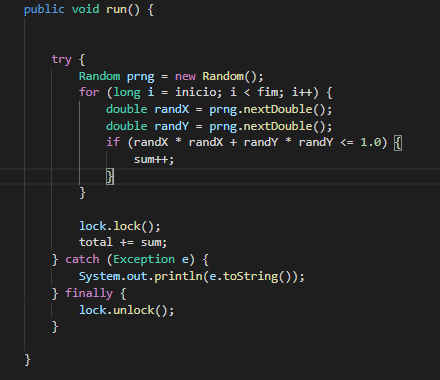 public void run() {
try {
Random prng = new Random();
for (long i = inicio; i < fim; i++) {
double randX = prng.nextDouble();
double randY = prng.nextDouble();
if (randX * randX + randY * randY <= 1.0) {
sum++;
}
}
lock.lock();
total += sum;
} catch (Exception e) {
System.out.println(e.toString());
} finally {
lock.unlock();
}
}